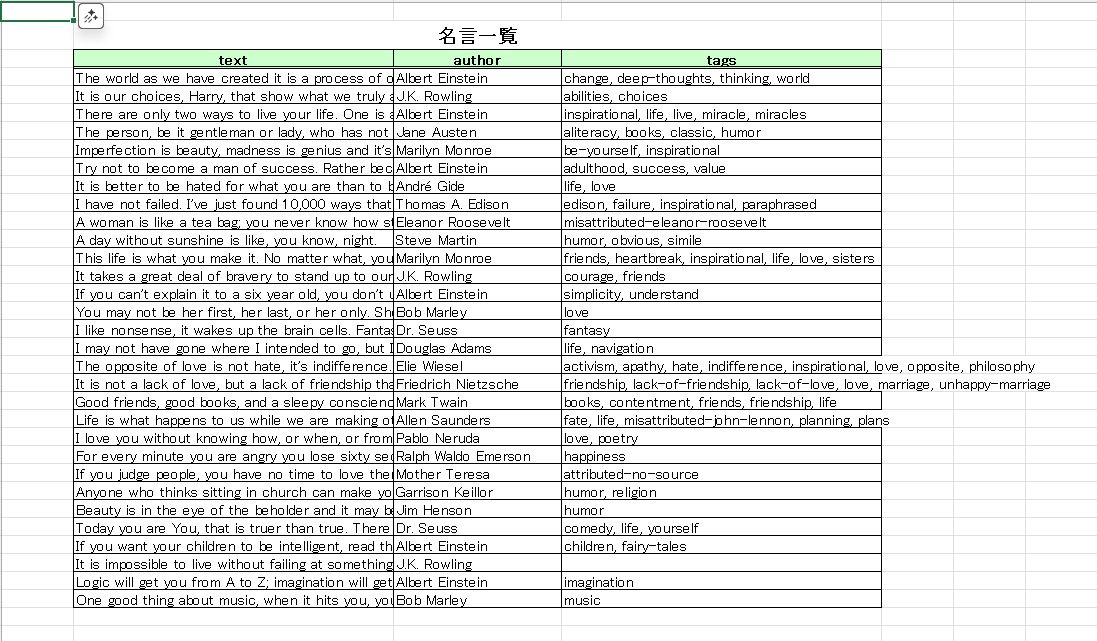 名言一覧
text author tags
The world as we have created it is a process of Albert Einstein change, deep-thoughts, thinking, world
It is our choices, Harry, that show what we truly J.K. Rowling abilities, choices
There are only two ways to live your life. One is Albert Einstein inspirational, life, live, miracle, miracles
The person, be it gentleman or lady, who has not Jane Austen aliteracy, books, classic, humor
Imperfection is beauty, madness is genius and it's Marilyn Monroe be-yourself, inspirational
Try not to become a man of success. Rather bec Albert Einstein adulthood, success, value
It is better to be hated for what you are than to André Gide life, love
I have not failed. I've just found 10,000 ways that Thomas A. Edison edison, failure, inspirational, paraphrased
A woman is like a tea bag; you never know how st Eleanor Roosevelt misattributed-eleanor-roosevelt
A day without sunshine is like, you know, night. Steve Martin humor, obvious, simile
This life is what you make it. No matter what, you Marilyn Monroe friends, heartbreak, inspirational, life, love, sisters
It takes a great deal of bravery to stand up to our J.K. Rowling courage, friends
If you can't explain it to a six year old, you don't Albert Einstein simplicity, understand
You may not be her first, her last, or her only. Sh Bob Marley love
I like nonsense, it wakes up the brain cells. Fantas Dr. Seuss fantasy
I may not have gone where I intended to go, but I Douglas Adams life, navigation
The opposite of love is not hate, it's indifference. Elie Wiesel activism, apathy, hate, indifference, inspirational, love, opposite, philosophy
It is not a lack of love, but a lack of friendship tha Friedrich Nietzsche friendship, lack-of-friendship, lack-of-love, love, marriage, unhappy-marriage
Good friends, good books, and a sleepy conscienc Mark Twain books, contentment, friends, friendship, life
Life is what happens to us while we are making ot Allen Saunders fate, life, misattributed-john-lennon, planning, plans
I love you without knowing how, or when, or from Pablo Neruda love, poetry
For every minute you are angry you lose sixty sec Ralph Waldo Emerson happiness
If you judge people, you have no time to love the Mother Teresa attributed-no-source
Anyone who thinks sitting in church can make yo Garrison Keillor humor, religion
Beauty is in the eye of the beholder and it may b Jim Henson humor
Today you are You, that is truer than true. There Dr. Seuss comedy, life, yourself
If you want your children to be intelligent, read th Albert Einstein children, fairy-tales
It is impossible to live without failing at something J.K. Rowling
Logic will get you from A to Z; imagination will get Albert Einstein imagination
One good thing about music, when it hits you, you Bob Marley music